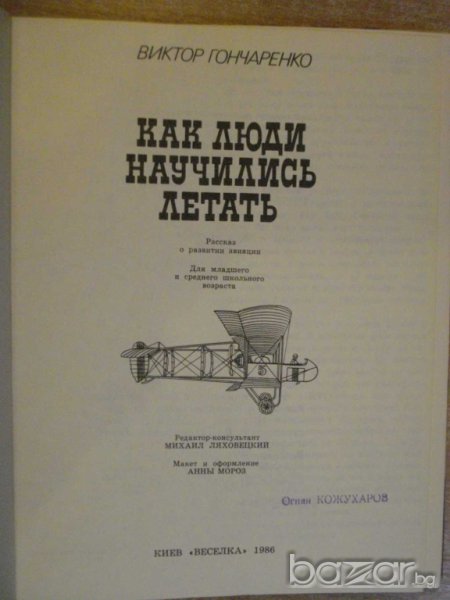 ВИКТОР ГОНЧАРЕНКО
КАК ЛЮДИ
НАУЧИЛИСЬ
ЛЕТАТЬ
Рассказ
о развитии авиации
Для младшего
и среднего школьного
возраста
5
Редактор-консультант
МИХАИЛ ЛЯХОВЕЦКИЙ
Макет и оформление
АННЫ МОРОЗ
Огнян КОЖУХАРОВ
КИЕВ «ВЕСЕЛКА» 1986
bazar.bg